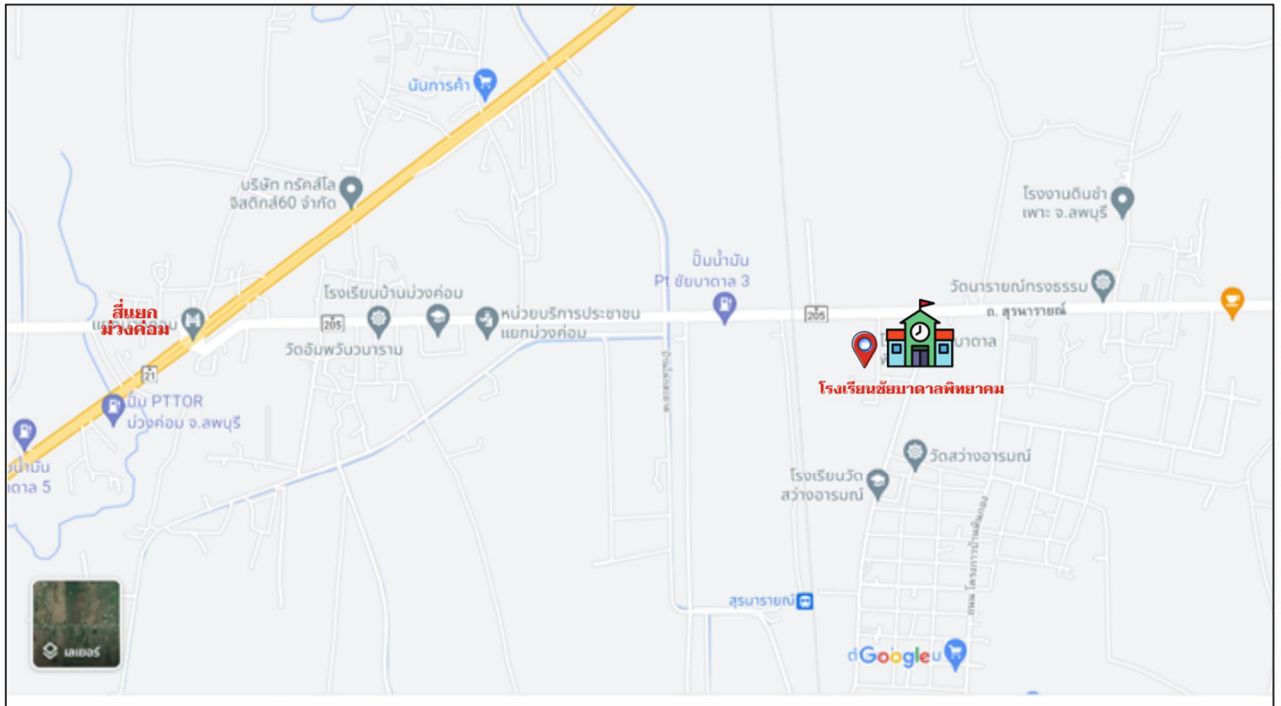 นันการค้า
บริษัท ทรัคส์โล
จิสติกส์60 จำกัด
โรงงานดินชำ
เพาะ จ.ลพบุรี
ปั๊มน้ำมัน
Pt ชัยบาดาล 3
วัดนารายณ์ทรงธรรม
ถ. สุรนารายณ์
โรงเรียนบ้านม่วงค่อม
สี่แยก
ม่วงค่อม
205
205
หน่วยบริการประชาชน
แยกม่วงค่อม
วัดอัมพวันวนาราม
21
ปั๊ม PTTOR
ม่วงค่อม จ.ลพบุรี
บาดาล
โรงเรียนชัยบาดาลพิทยาคม
าดาล 5
วัดสว่างอารมณ์
โรงเรียนวัด
สว่างอารมณ์
สุรนารายณ์
เลเยอร์
Google